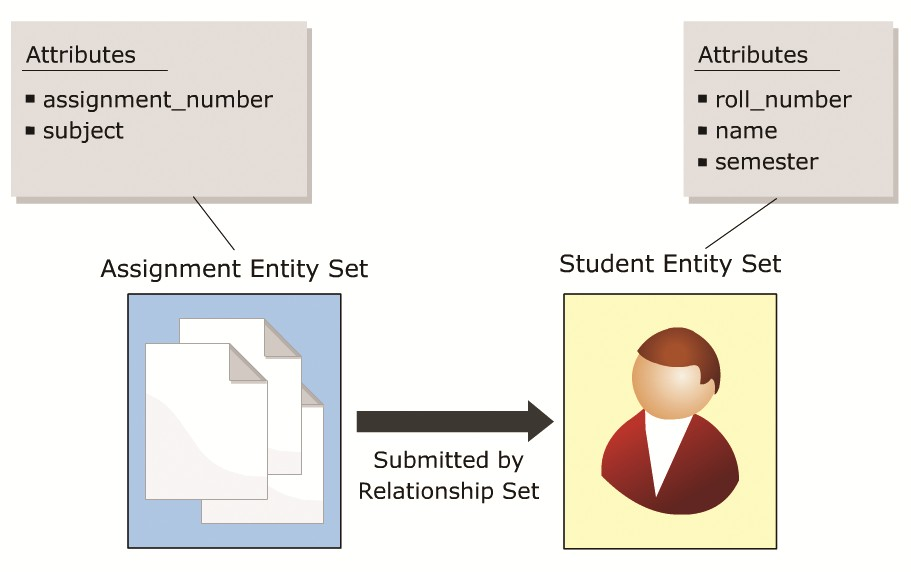 Attributes
■ assignment_number
■ subject
Attributes
■ roll_number
■ name
■ semester
Assignment Entity Set
Student Entity Set
Submitted by
Relationship Set